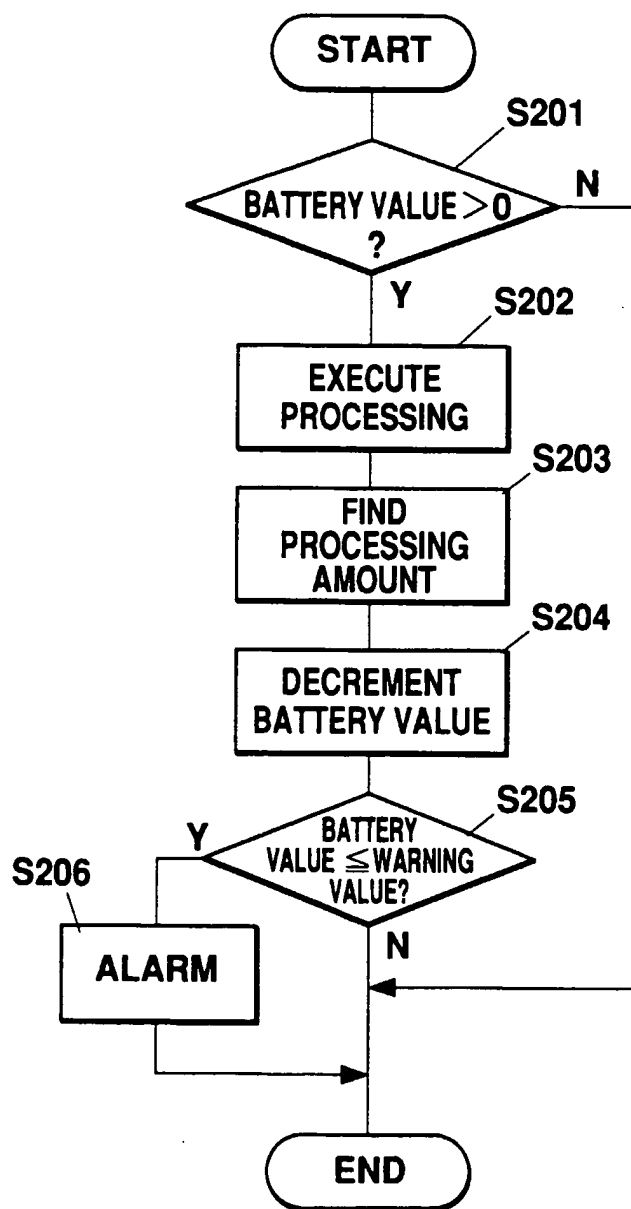 START
S201
BATTERY VALUE >0
?
N
Y
S202
EXECUTE
PROCESSING
S203
FIND
PROCESSING
AMOUNT
S204
DECREMENT
BATTERY VALUE
S205
BATTERY
VALUE ≦ WARNING
VALUE?
Y
N
S206
ALARM
END